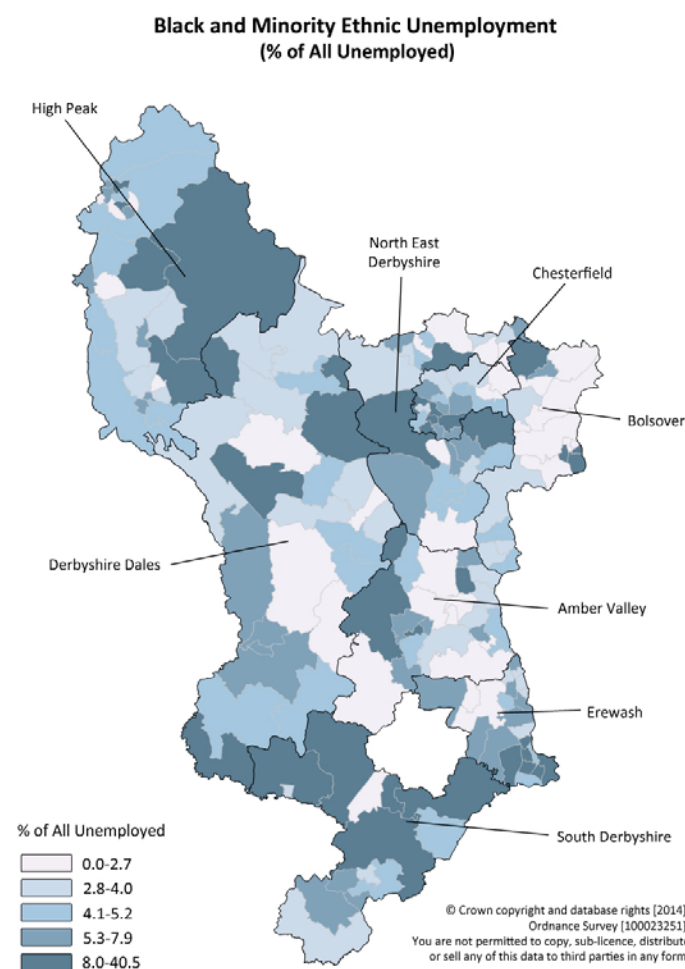 Black and Minority Ethnic Unemployment
(% of All Unemployed)
High Peak
North East
Derbyshire
Chesterfield
Bolsover
Derbyshire Dales
Amber Valley
Erewash
South Derbyshire
% of All Unemployed
0.0-2.7
2.8-4.0
4.1-5.2
5.3-7.9
8.0-40.5
© Crown copyright and database rights [2014]
Ordnance Survey [100023251]
You are not permitted to copy, sub-licence, distribute
or sell any of this data to third parties in any form